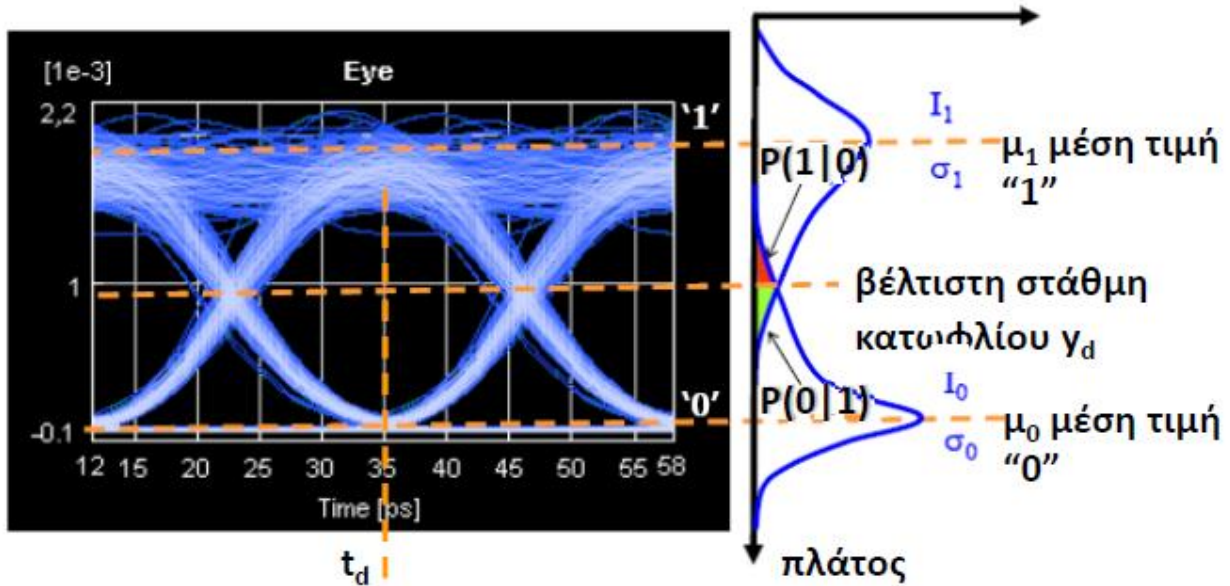 [1e-3]
Eye
2,2
1
-0.1
12 15 20 25 30 35 40 45 50 55 58
Time [ps]
t_d
‘1’
‘0’
P(1|0)
P(0|1)
I₁
σ₁
μ₁ μέση τιμή
“1”
βέλτιστη στάθμη
κατωφλίου y_d
I₀
σ₀
μ₀ μέση τιμή
“0”
πλάτος